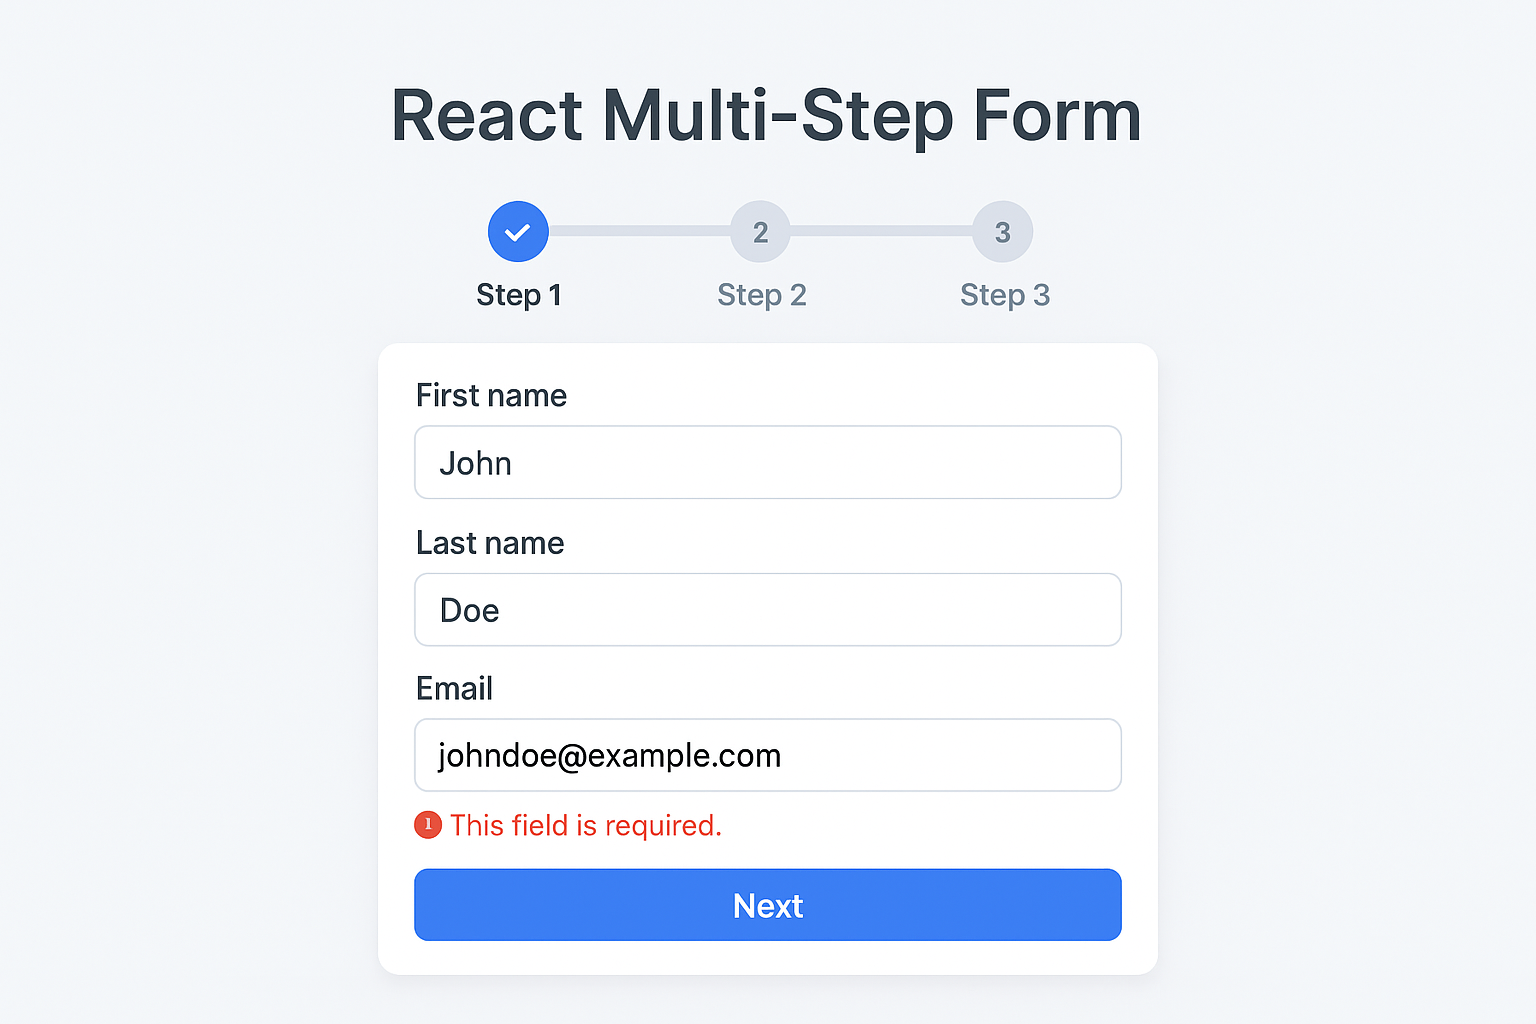 React Multi-Step Form
2
3
Step 1
Step 2
Step 3
First name
John
Last name
Doe
Email
johndoe@example.com
1 This field is required.
Next